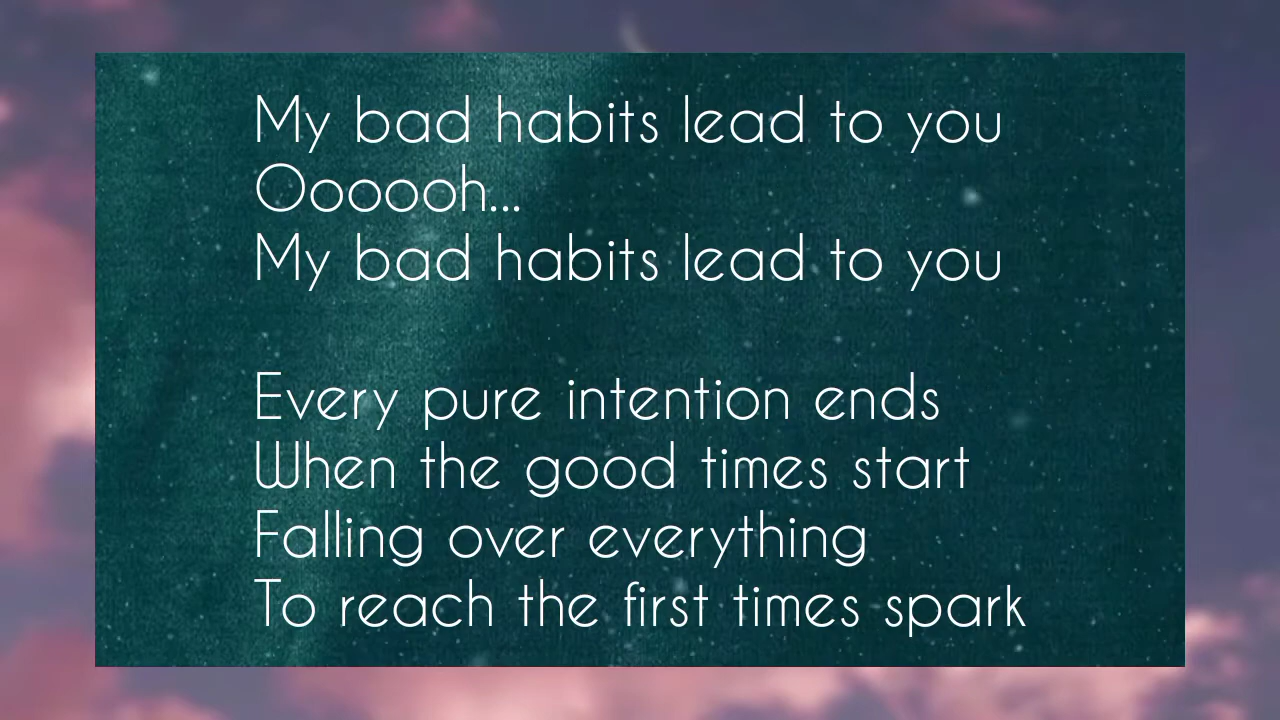 My bad habits lead to you
Oooooh...
My bad habits lead to you
Every pure intention ends
When the good times start
Falling over everything
To reach the first times spark